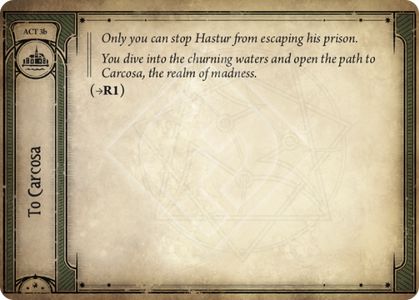 ACT 3b
To Carcosa
Only you can stop Hastur from escaping his prison.
You dive into the churning waters and open the path to
Carcosa, the realm of madness.
(→R1)